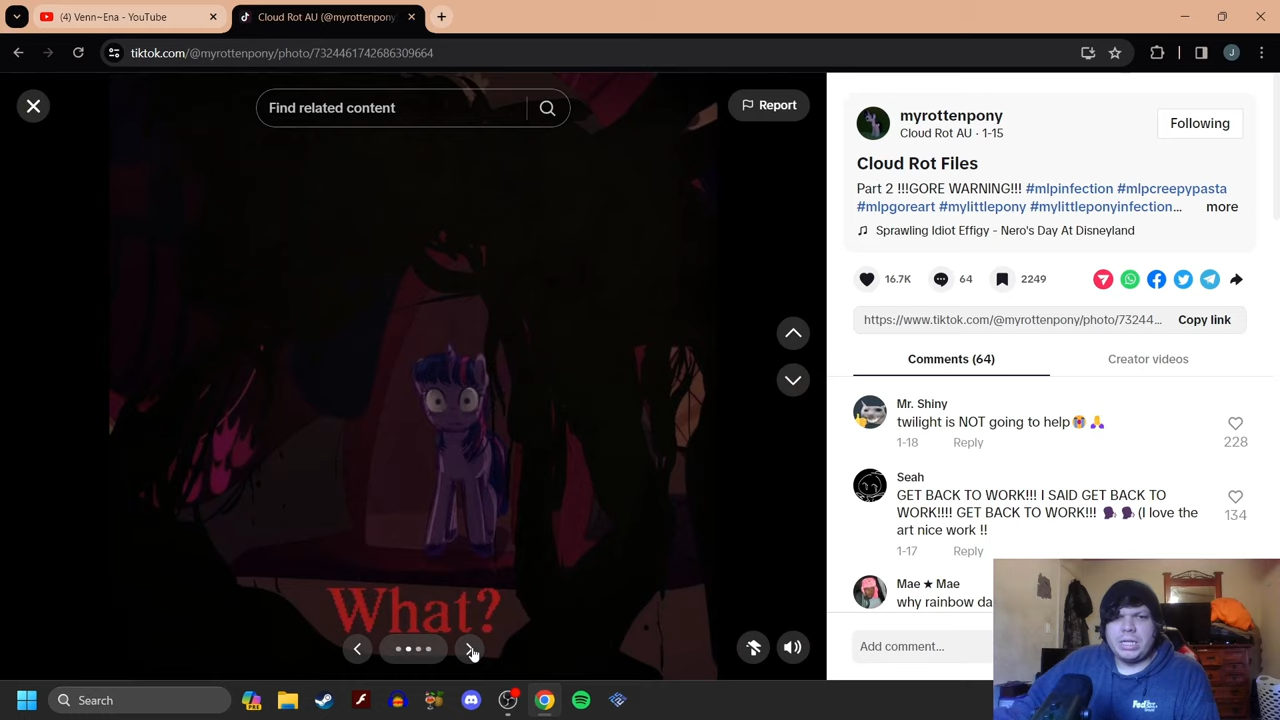 (4) Venn~Ena - YouTube
Cloud Rot AU (@myrottenpony
tiktok.com/@myrottenpony/photo/7324461742686309664
Find related content
Report
myrottenpony
Cloud Rot AU · 1-15
Following
Cloud Rot Files
Part 2 !!!GORE WARNING!!! #mlpinfection #mlpcreepypasta
#mlpgoreart #mylittlepony #mylittleponyinfection...
more
Sprawling Idiot Effigy - Nero's Day At Disneyland
16.7K
64
2249
https://www.tiktok.com/@myrottenpony/photo/73244...
Copy link
Comments (64)
Creator videos
Mr. Shiny
twilight is NOT going to help😭🙏
1-18
Reply
228
Seah
GET BACK TO WORK!!! I SAID GET BACK TO
WORK!!!! GET BACK TO WORK!!! 🗣️🗣️(I love the
art nice work !!
1-17
Reply
134
Mae ★ Mae
why rainbow da
Add comment...
What?
Search
J
FedEx